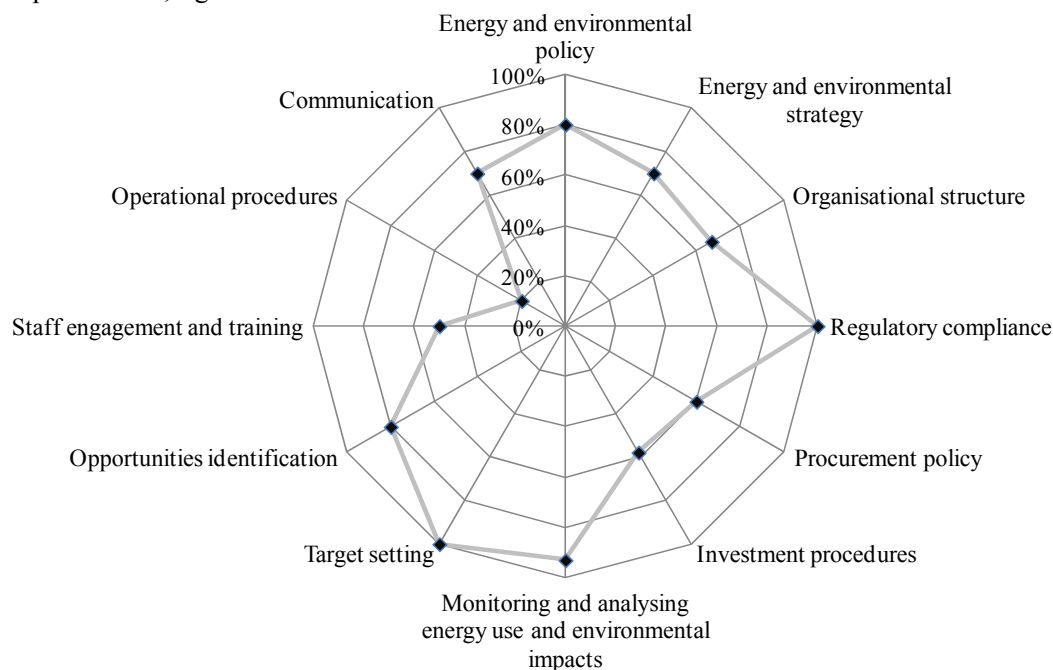 Energy and environmental
policy
100%
Energy and environmental
strategy
Communication
80%
60%
Operational procedures
Organisational structure
40%
20%
Staff engagement and training
0%
Regulatory compliance
Opportunities identification
Procurement policy
Target setting
Investment procedures
Monitoring and analysing
energy use and environmental
impacts